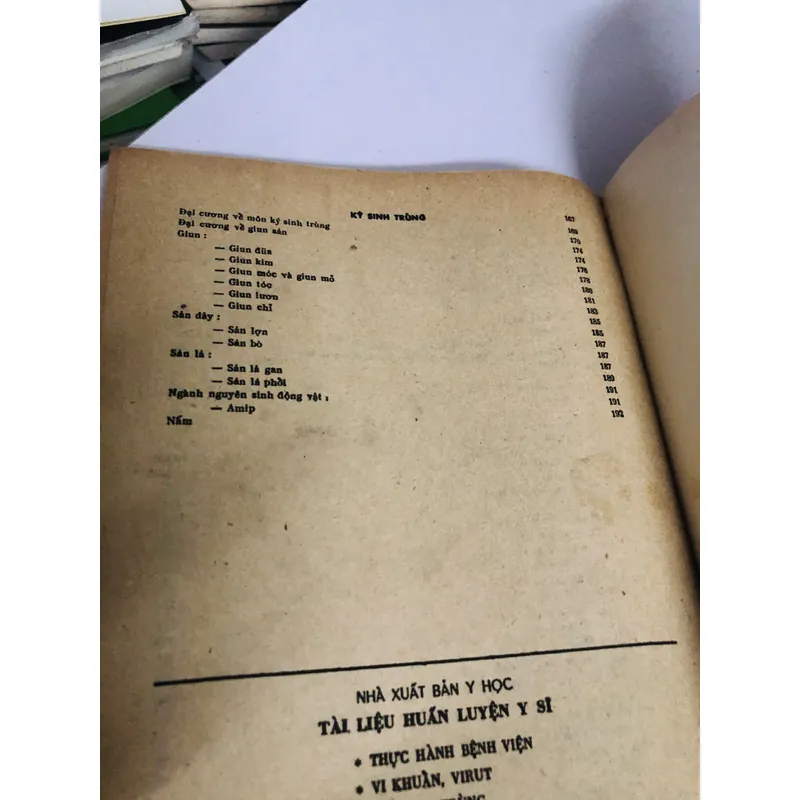 KÝ SINH TRÙNG 167
Đại cương về môn ký sinh trùng 169
Đại cương về giun sán 170
Giun : 174
— Giun đũa 174
— Giun kim 176
— Giun móc và giun mỏ 178
— Giun tóc 180
— Giun lươn 181
— Giun chỉ 183
Sán dây : 185
— Sán lợn 185
— Sán bò 187
Sán lá : 187
— Sán lá gan 187
— Sán lá phổi 189
Ngành nguyên sinh động vật : 191
— Amip 191
Nấm 192
NHÀ XUẤT BẢN Y HỌC
TÀI LIỆU HUẤN LUYỆN Y SĨ
• THỰC HÀNH BỆNH VIỆN
• VI KHUẨN, VIRUT